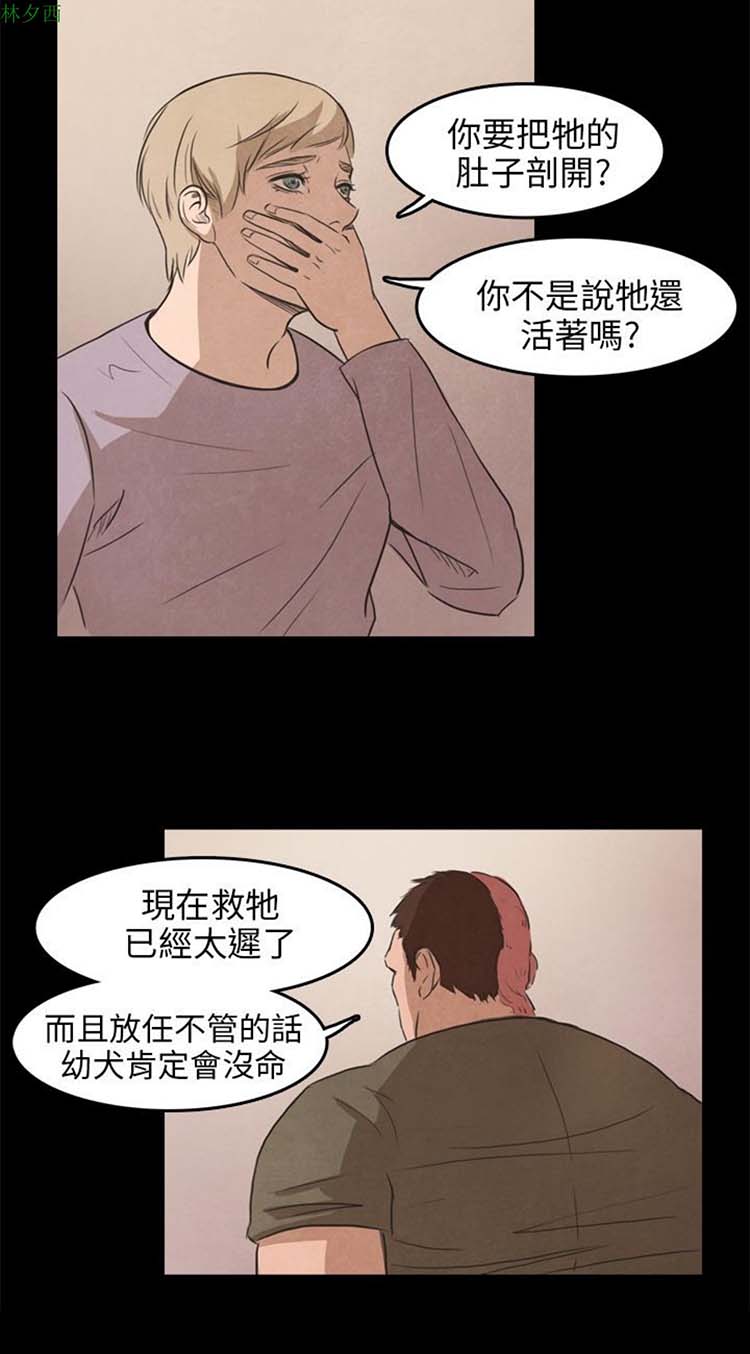 林夕西
你要把牠的
肚子剖開?
你不是說牠還
活著嗎?
現在救牠
已經太遲了
而且放任不管的話
幼犬肯定會沒命